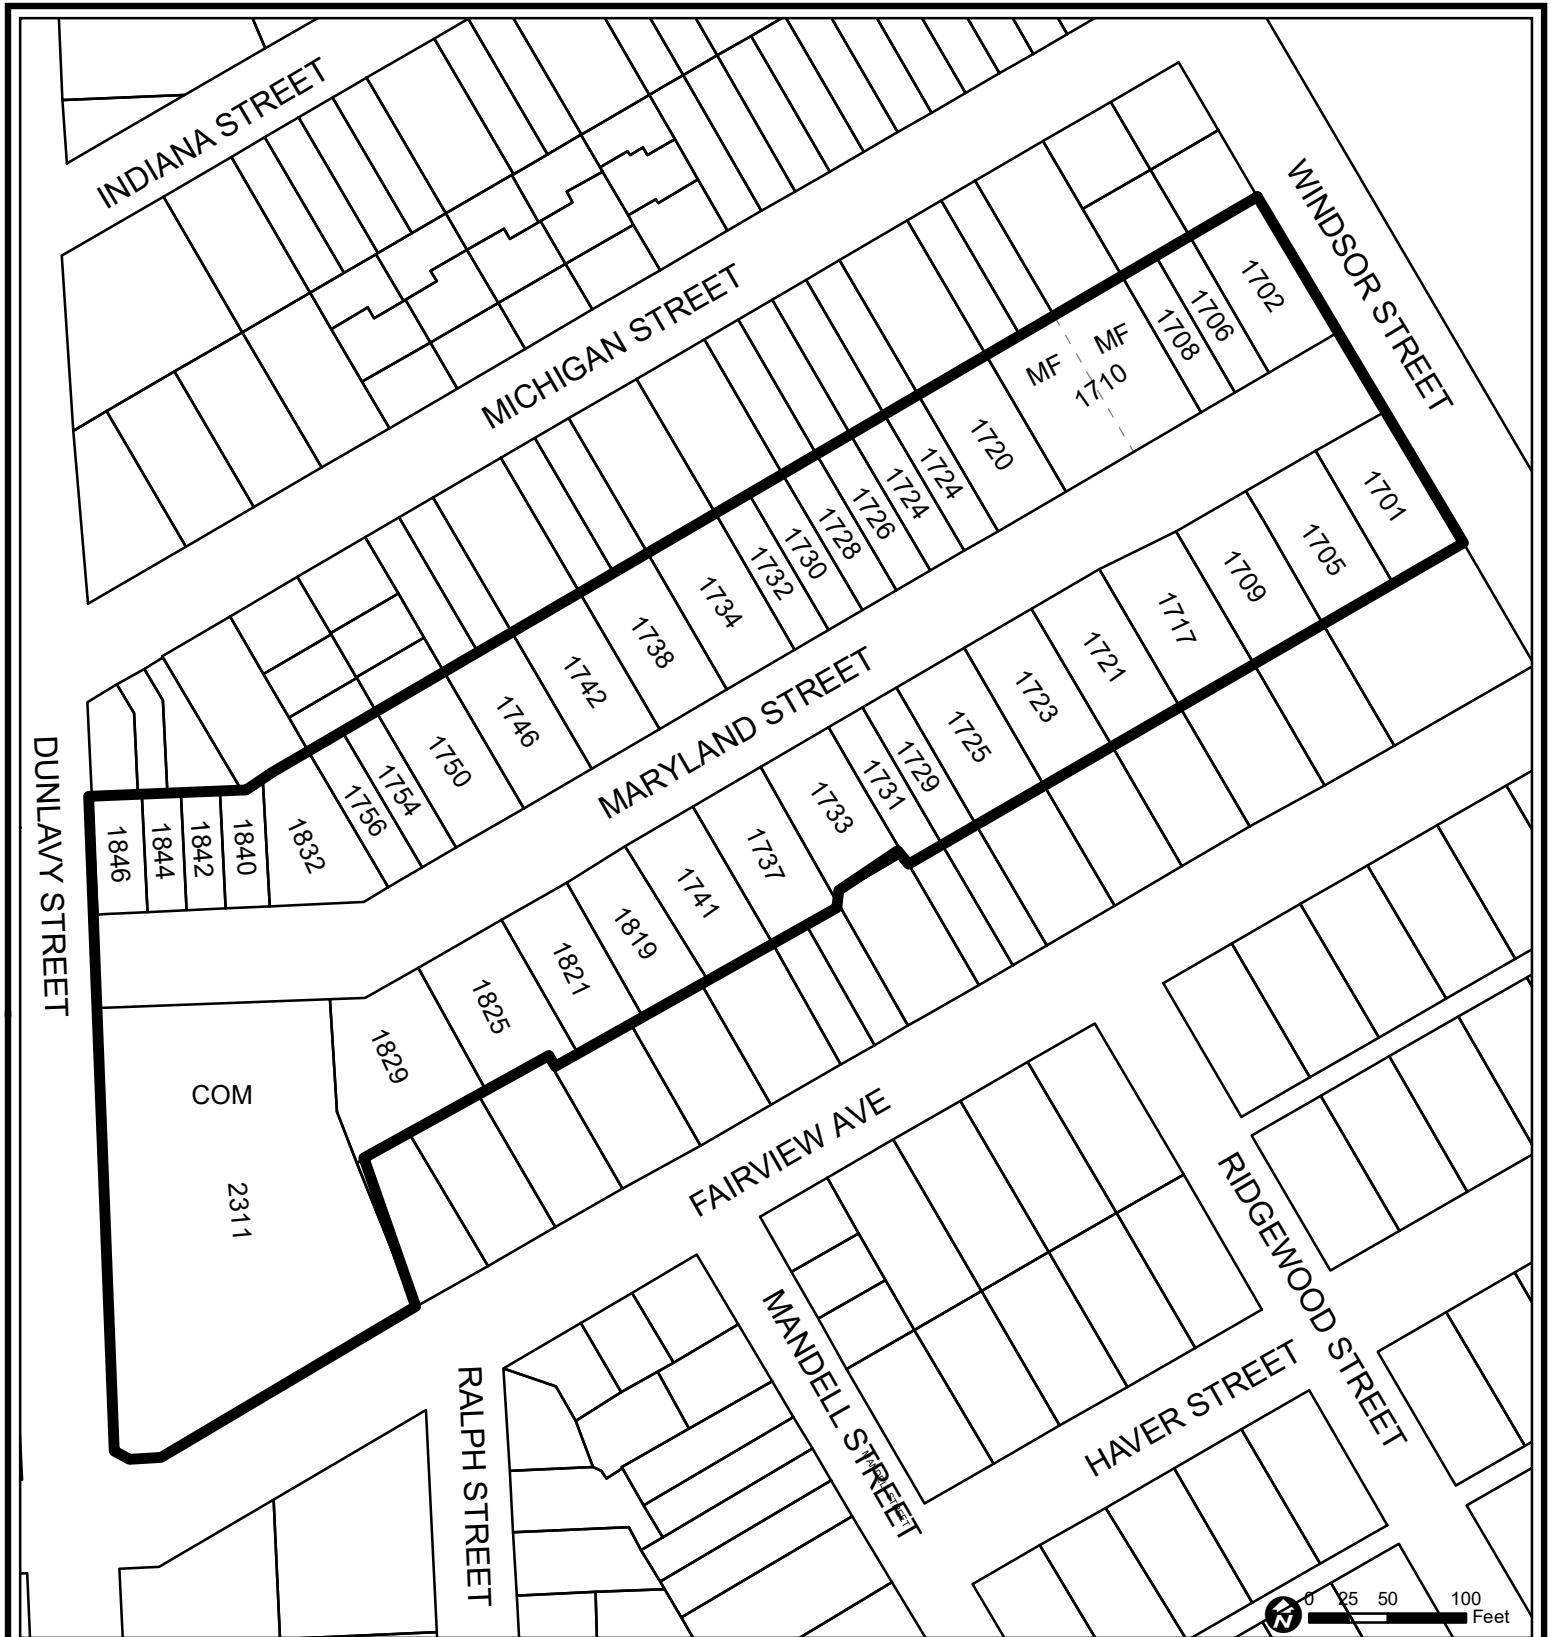 INDIANA STREET
MICHIGAN STREET
WINDSOR STREET
1702
1706
1708
MF
MF
1710
1720
1724
1724
1726
1728
1730
1732
1734
1738
1742
1746
1750
1754
1756
1832
1840
1842
1844
1846
DUNLAVY STREET
MARYLAND STREET
1701
1705
1709
1717
1721
1723
1725
1729
1731
1733
1737
1741
1819
1821
1825
1829
COM
2311
FAIRVIEW AVE
RIDGEWOOD STREET
MANDELL STREET
MANDELL STREET
HAVER STREET
RALPH STREET
N
0 25 50 100
Feet